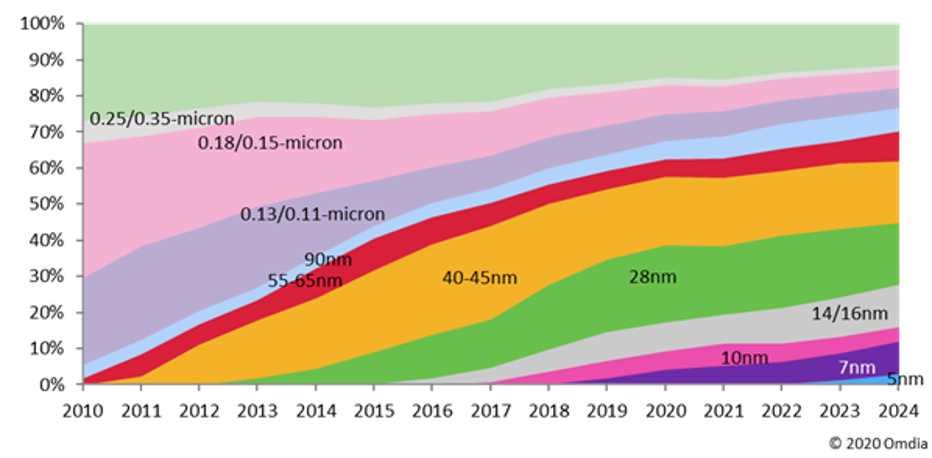 100%
90%
80%
70%
60%
50%
40%
30%
20%
10%
0%
0.25/0.35-micron
0.18/0.15-micron
0.13/0.11-micron
90nm
55-65nm
40-45nm
28nm
14/16nm
10nm
7nm
5nm
2010 2011 2012 2013 2014 2015 2016 2017 2018 2019 2020 2021 2022 2023 2024
© 2020 Omdia